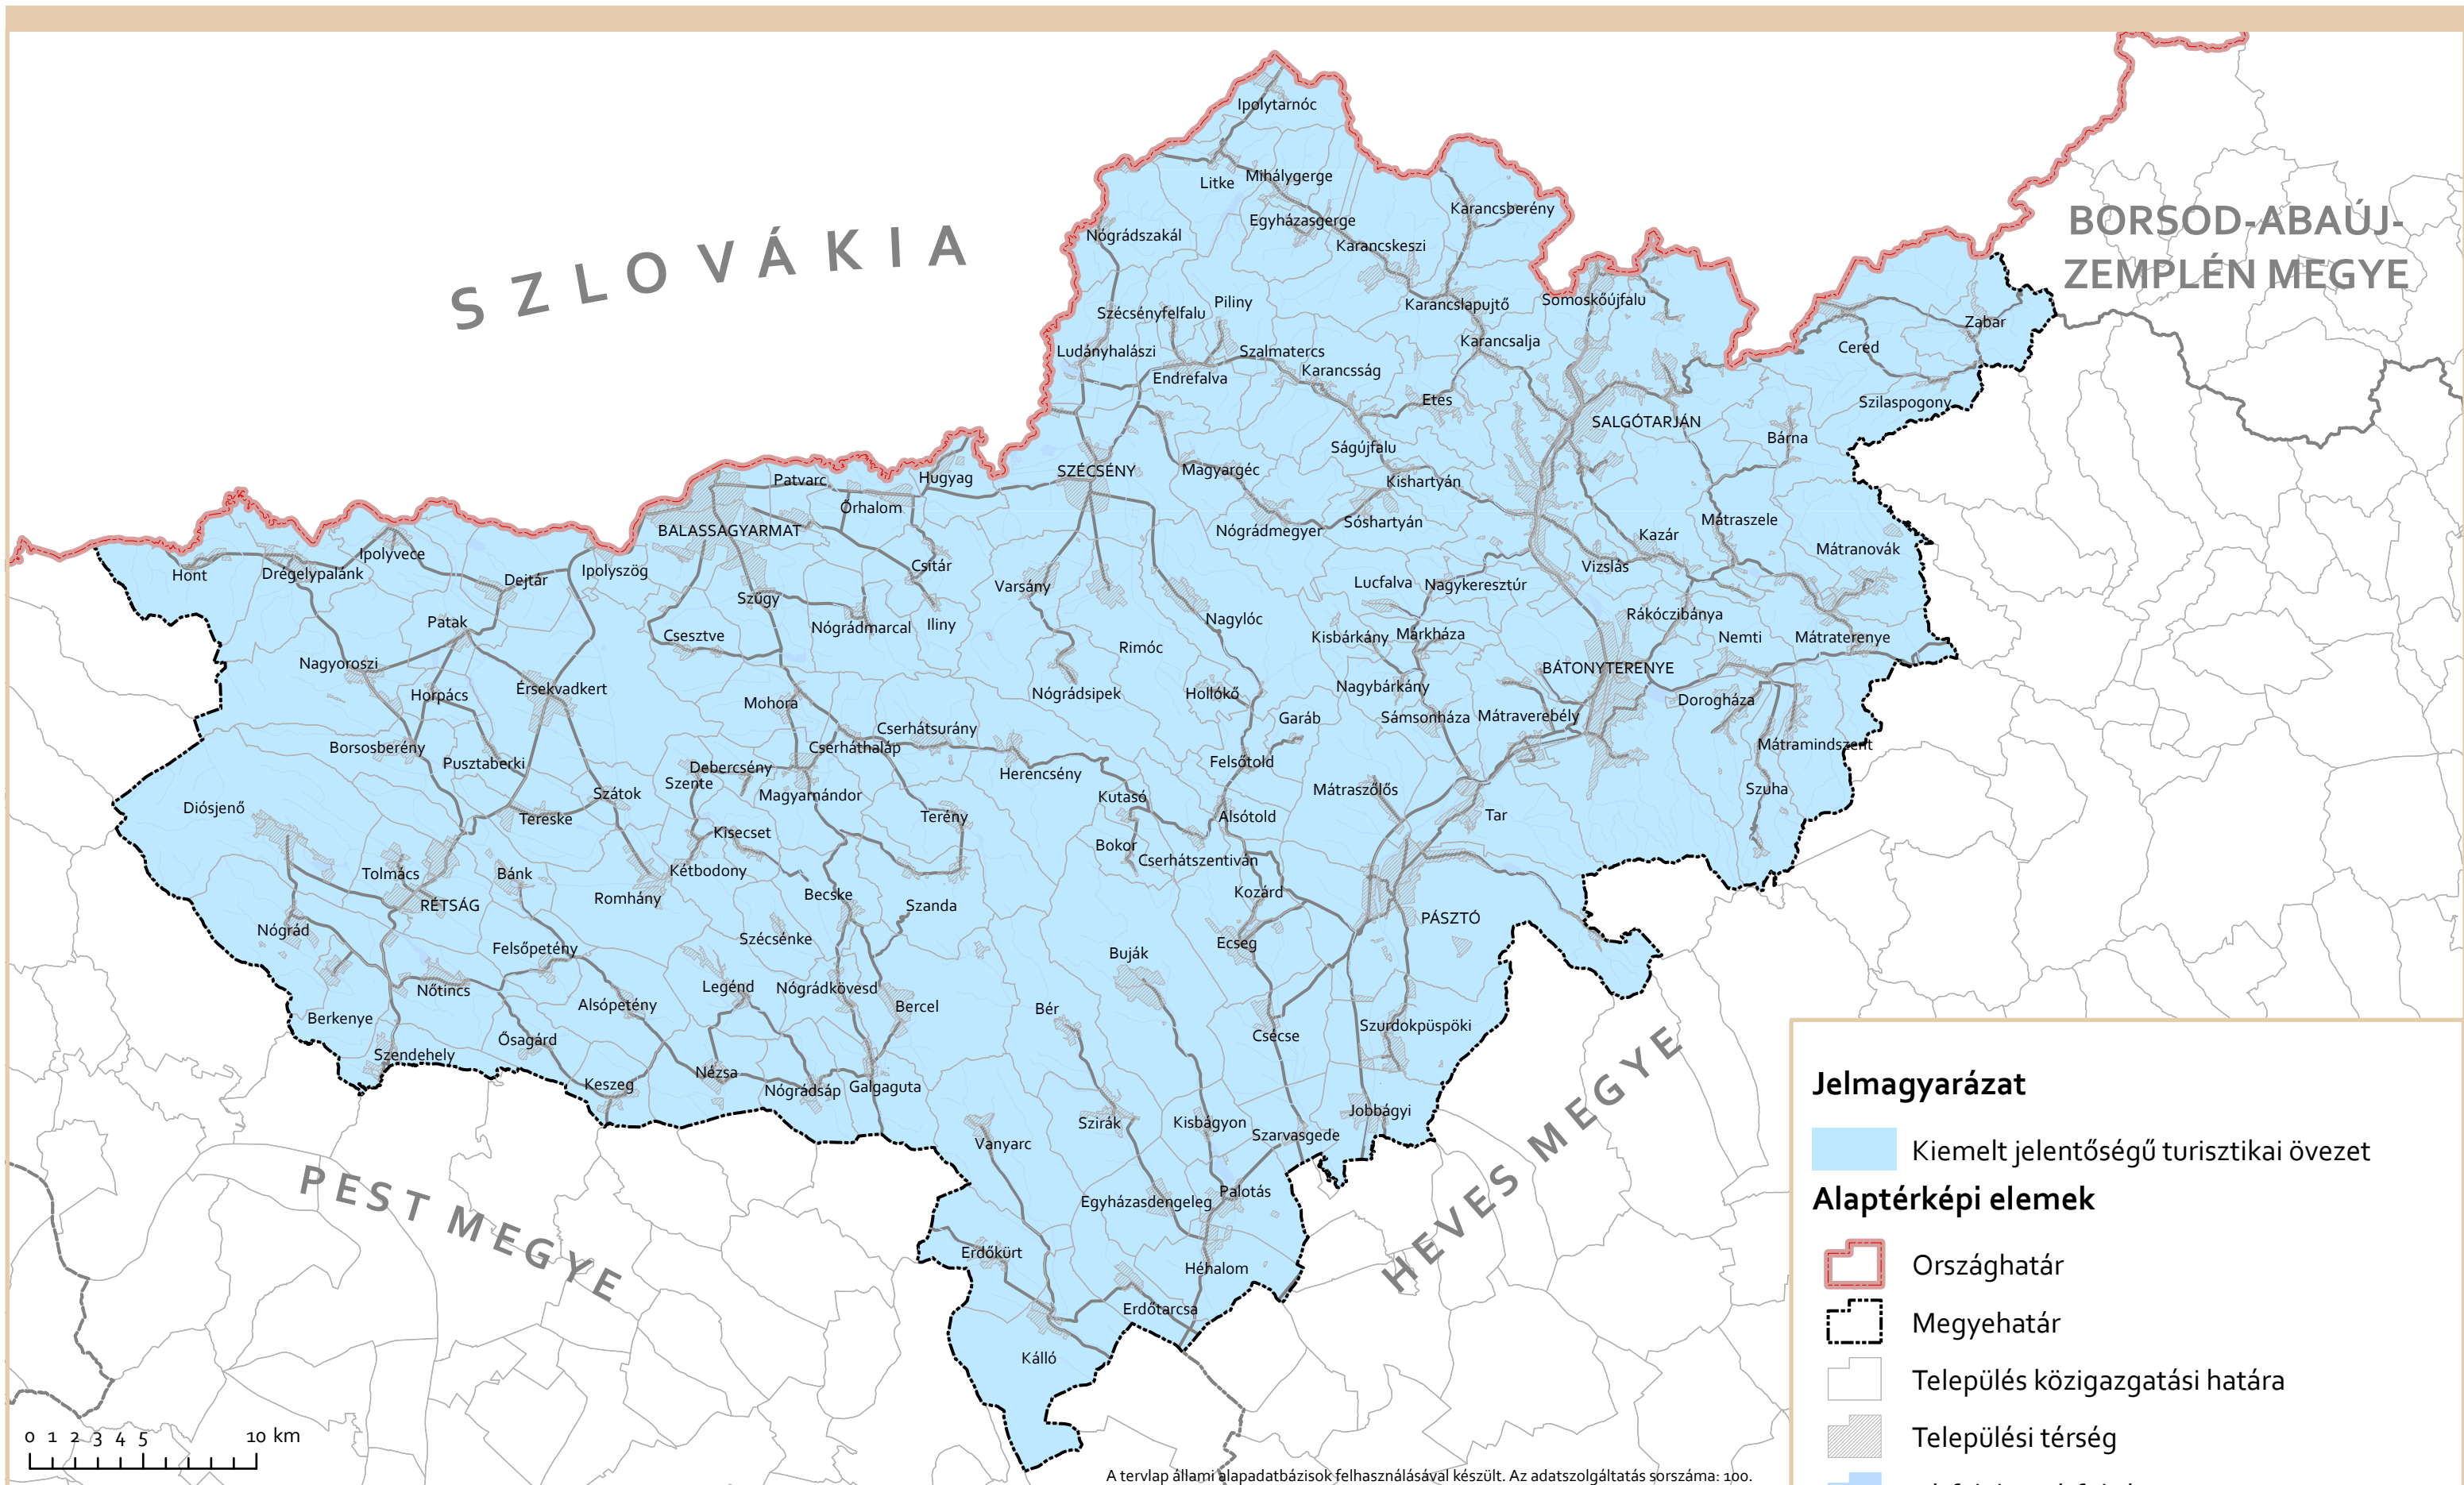 SZLOVÁKIA
BORSOD-ABAÚJ-
ZEMPLÉN MEGYE
PEST MEGYE
HEVES MEGYE
Ipolytarnóc
Litke
Mihálygerge
Egyházasgerge
Karancsberény
Nógrádszakál
Karancskeszi
Szécsényfelfalu
Piliny
Karancslapujtő
Somoskőújfalu
Zabar
Ludányhalászi
Szalmatercs
Karancsalja
Cered
Endrefalva
Karancsság
Etes
Szilaspogony
SALGÓTARJÁN
Bárna
Ságújfalu
SZÉCSÉNY
Magyargéc
Kishartyán
Patvarc
Hugyag
Őrhalom
Nógrádmegyer
Sóshartyán
Mátraszele
BALASSAGYARMAT
Kazár
Mátranovák
Ipolyvece
Hont
Drégelypalánk
Dejtár
Ipolyszög
Csitár
Varsány
Lucfalva
Nagykeresztúr
Vizslás
Szügy
Patak
Csesztve
Nógrádmarcal
Iliny
Nagylóc
Rákóczibánya
Rimóc
Kisbárkány
Márkháza
Nemti
Mátraterenye
Nagyoroszi
BÁTONYTERENYE
Horpács
Érsekvadkert
Mohora
Nógrádsipek
Hollókő
Nagybárkány
Dorogháza
Garáb
Sámsonháza
Mátraverebély
Borsosberény
Cserhátsurány
Cserháthaláp
Mátramindszent
Pusztaberki
Debercsény
Szente
Herencsény
Felsőtold
Szátok
Magyarnándor
Kutasó
Mátraszőlős
Szuha
Diósjenő
Tereske
Terény
Alsótold
Tar
Kisecset
Bokor
Cserhátszentiván
Tolmács
Bánk
Kétbodony
Romhány
Becske
Kozárd
RÉTSÁG
Szanda
PÁSZTÓ
Nógrád
Felsőpetény
Szécsénke
Ecseg
Buják
Nőtincs
Legénd
Nógrádkövesd
Alsópetény
Bercel
Bér
Berkenye
Ősagárd
Csécse
Szurdokpüspöki
Szendehely
Keszeg
Nézsa
Nógrádsáp
Galgaguta
Jobbágyi
Vanyarc
Szirák
Kisbágyon
Szarvasgede
Egyházasdengeleg
Palotás
Erdőkürt
Héhalom
Erdőtarcsa
Kálló
Jelmagyarázat
Kiemelt jelentőségű turisztikai övezet
Alaptérképi elemek
Országhatár
Megyehatár
Település közigazgatási határa
Települési térség
0 1 2 3 4 5 10 km
A tervlap állami alapadatbázisok felhasználásával készült. Az adatszolgáltatás sorszáma: 100.